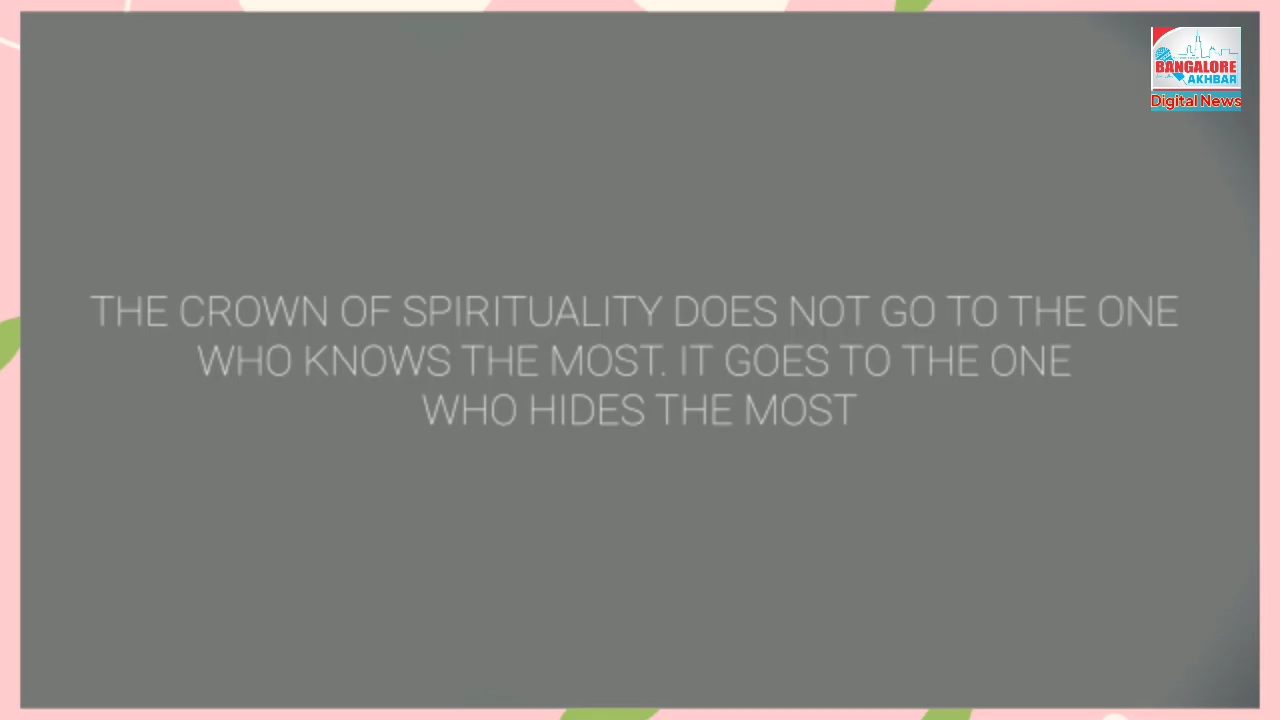 BANGALORE
AKHBAR
Digital News
THE CROWN OF SPIRITUALITY DOES NOT GO TO THE ONE
WHO KNOWS THE MOST. IT GOES TO THE ONE
WHO HIDES THE MOST